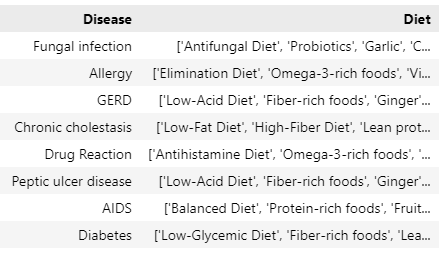 Disease Diet
Fungal infection ['Antifungal Diet', 'Probiotics', 'Garlic', 'C...
Allergy ['Elimination Diet', 'Omega-3-rich foods', 'Vi...
GERD ['Low-Acid Diet', 'Fiber-rich foods', 'Ginger'...
Chronic cholestasis ['Low-Fat Diet', 'High-Fiber Diet', 'Lean prot...
Drug Reaction ['Antihistamine Diet', 'Omega-3-rich foods', '...
Peptic ulcer disease ['Low-Acid Diet', 'Fiber-rich foods', 'Ginger'...
AIDS ['Balanced Diet', 'Protein-rich foods', 'Fruit...
Diabetes ['Low-Glycemic Diet', 'Fiber-rich foods', 'Lea...